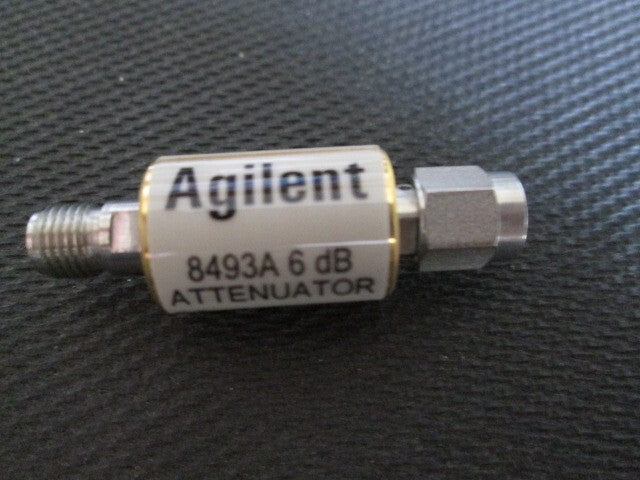 Agilent
8493A 6 dB
ATTENUATOR